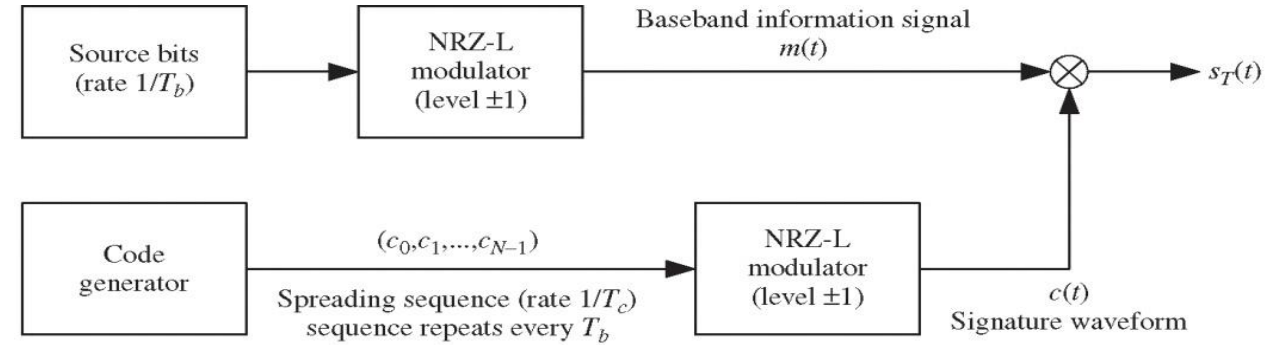 Source bits
(rate 1/T_b)
NRZ-L
modulator
(level ±1)
Baseband information signal
m(t)
s_T(t)
Code
generator
(c_0,c_1,...,c_{N–1})
Spreading sequence (rate 1/T_c)
sequence repeats every T_b
NRZ-L
modulator
(level ±1)
c(t)
Signature waveform